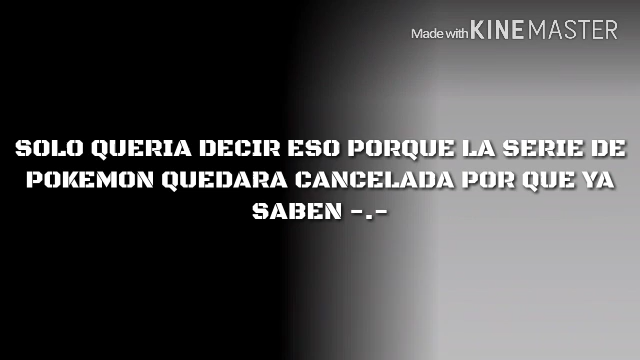 Made with KINEMASTER
SOLO QUERIA DECIR ESO PORQUE LA SERIE DE
POKEMON QUEDARA CANCELADA POR QUE YA
SABEN -.-